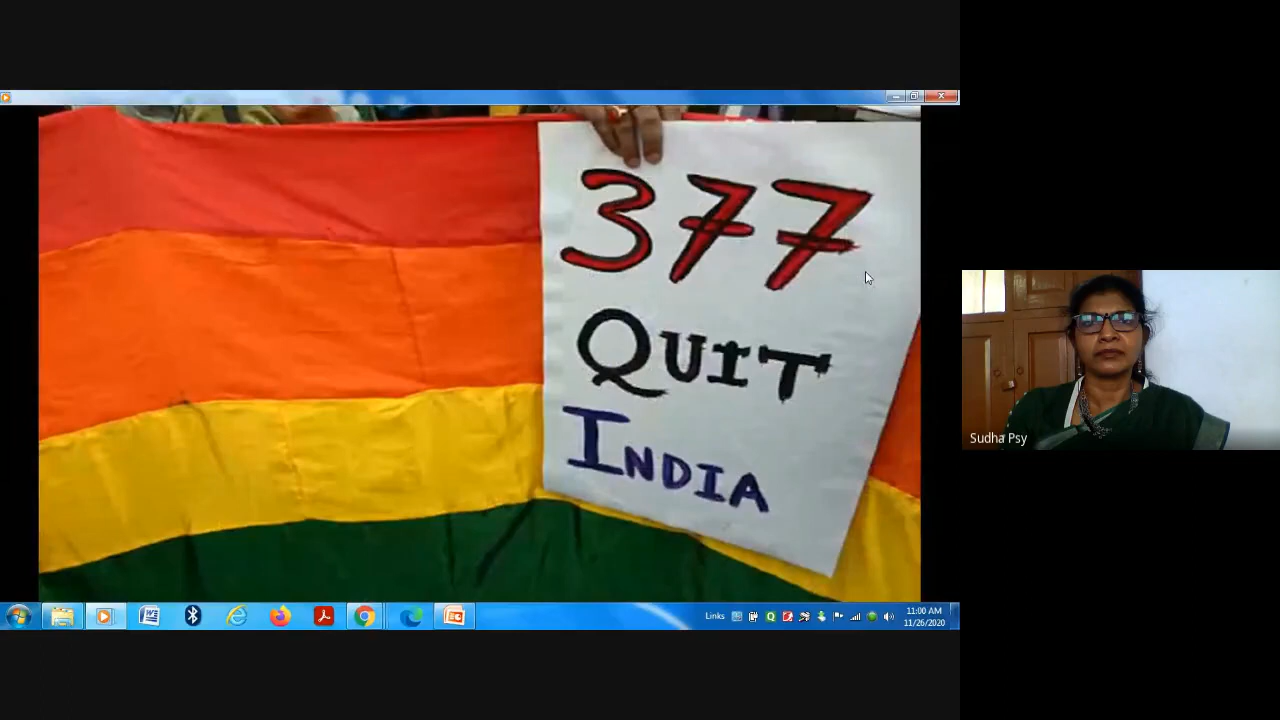 377
QUIT
INDIA
Sudha Psy
Links
11:00 AM
11/26/2020